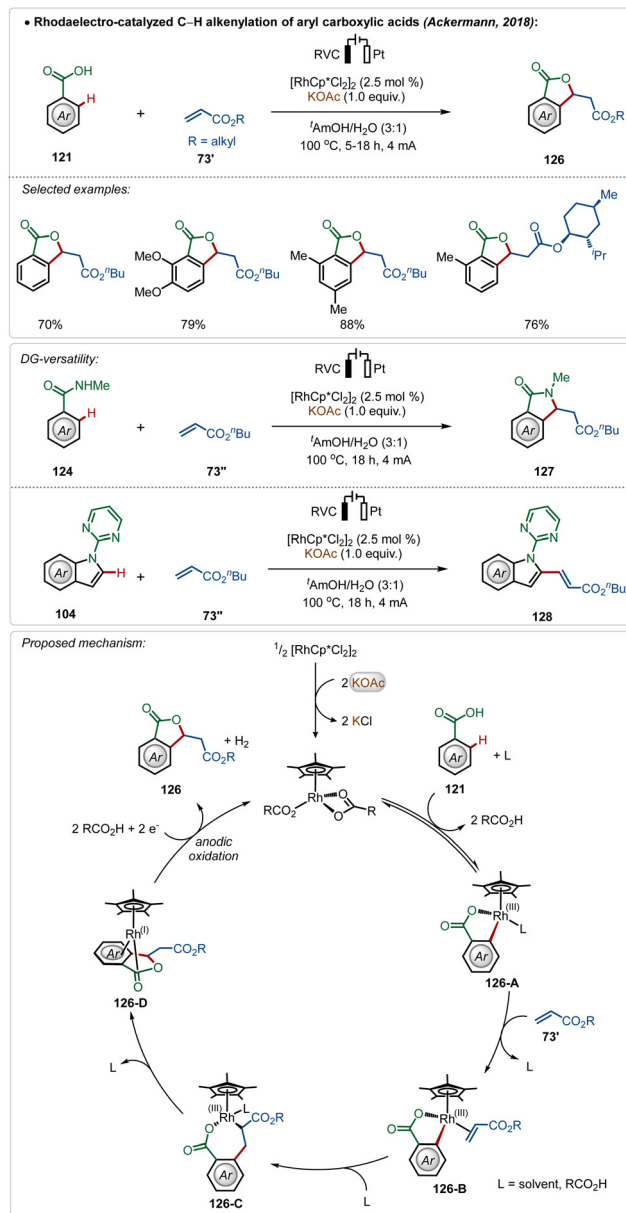 • Rhodaelectro-catalyzed C–H alkenylation of aryl carboxylic acids (Ackermann, 2018):
RVC Pt
O OH
H
Ar
121
+
CO₂R
R = alkyl
73'
[RhCp*Cl₂]₂ (2.5 mol %)
KOAc (1.0 equiv.)
ᵗAmOH/H₂O (3:1)
100 °C, 5-18 h, 4 mA
O O
Ar
CO₂R
126
Selected examples:
O O
CO₂ⁿBu
70%
O O
MeO
MeO
CO₂ⁿBu
79%
O O
Me
Me
CO₂ⁿBu
88%
O O
Me
O
O
Me
ⁱPr
76%
DG-versatility:
RVC Pt
O NHMe
H
Ar
124
+
CO₂ⁿBu
73''
[RhCp*Cl₂]₂ (2.5 mol %)
KOAc (1.0 equiv.)
ᵗAmOH/H₂O (3:1)
100 °C, 18 h, 4 mA
O N Me
Ar
CO₂ⁿBu
127
RVC Pt
N N
N
H
Ar
104
+
CO₂ⁿBu
73''
[RhCp*Cl₂]₂ (2.5 mol %)
KOAc (1.0 equiv.)
ᵗAmOH/H₂O (3:1)
100 °C, 18 h, 4 mA
N N
N
Ar
CO₂ⁿBu
128
Proposed mechanism:
1/2 [RhCp*Cl₂]₂
2 KOAc
2 KCl
O O
Ar
CO₂R
126
+ H₂
O OH
H
Ar
121
+ L
RCO₂ Rh O O R
2 RCO₂H + 2 e⁻
anodic
oxidation
2 RCO₂H
Rh(I)
Ar
CO₂R
O
O
126-D
(III)
Rh
L
O
O
Ar
126-A
CO₂R
73'
L
L
(III)
Rh
L
CO₂R
O
O
Ar
126-C
(III)
Rh
CO₂R
O
O
Ar
126-B
L
L = solvent, RCO₂H